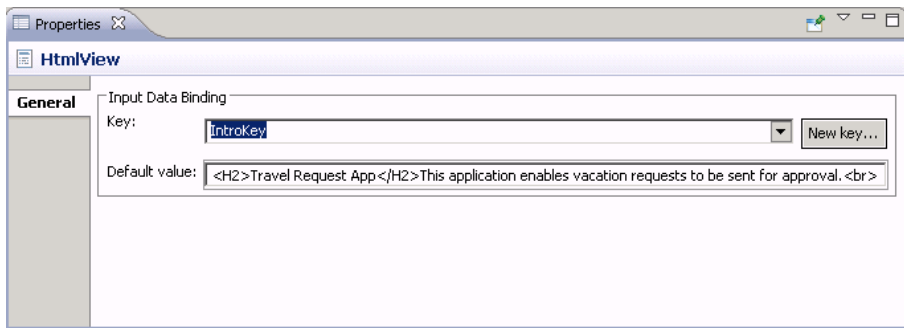 Properties
HtmlView
General
Input Data Binding
Key:
IntroKey
New key...
Default value:
<H2>Travel Request App</H2>This application enables vacation requests to be sent for approval.<br>